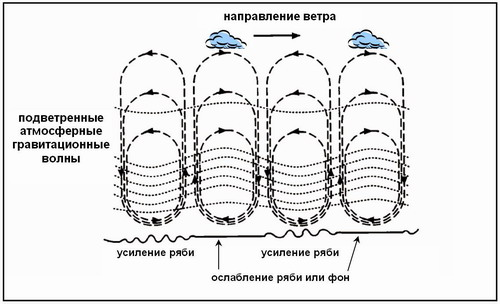 направление ветра
подветренные
атмосферные
гравитационные
волны
усиление ряби
усиление ряби
ослабление ряби или фон